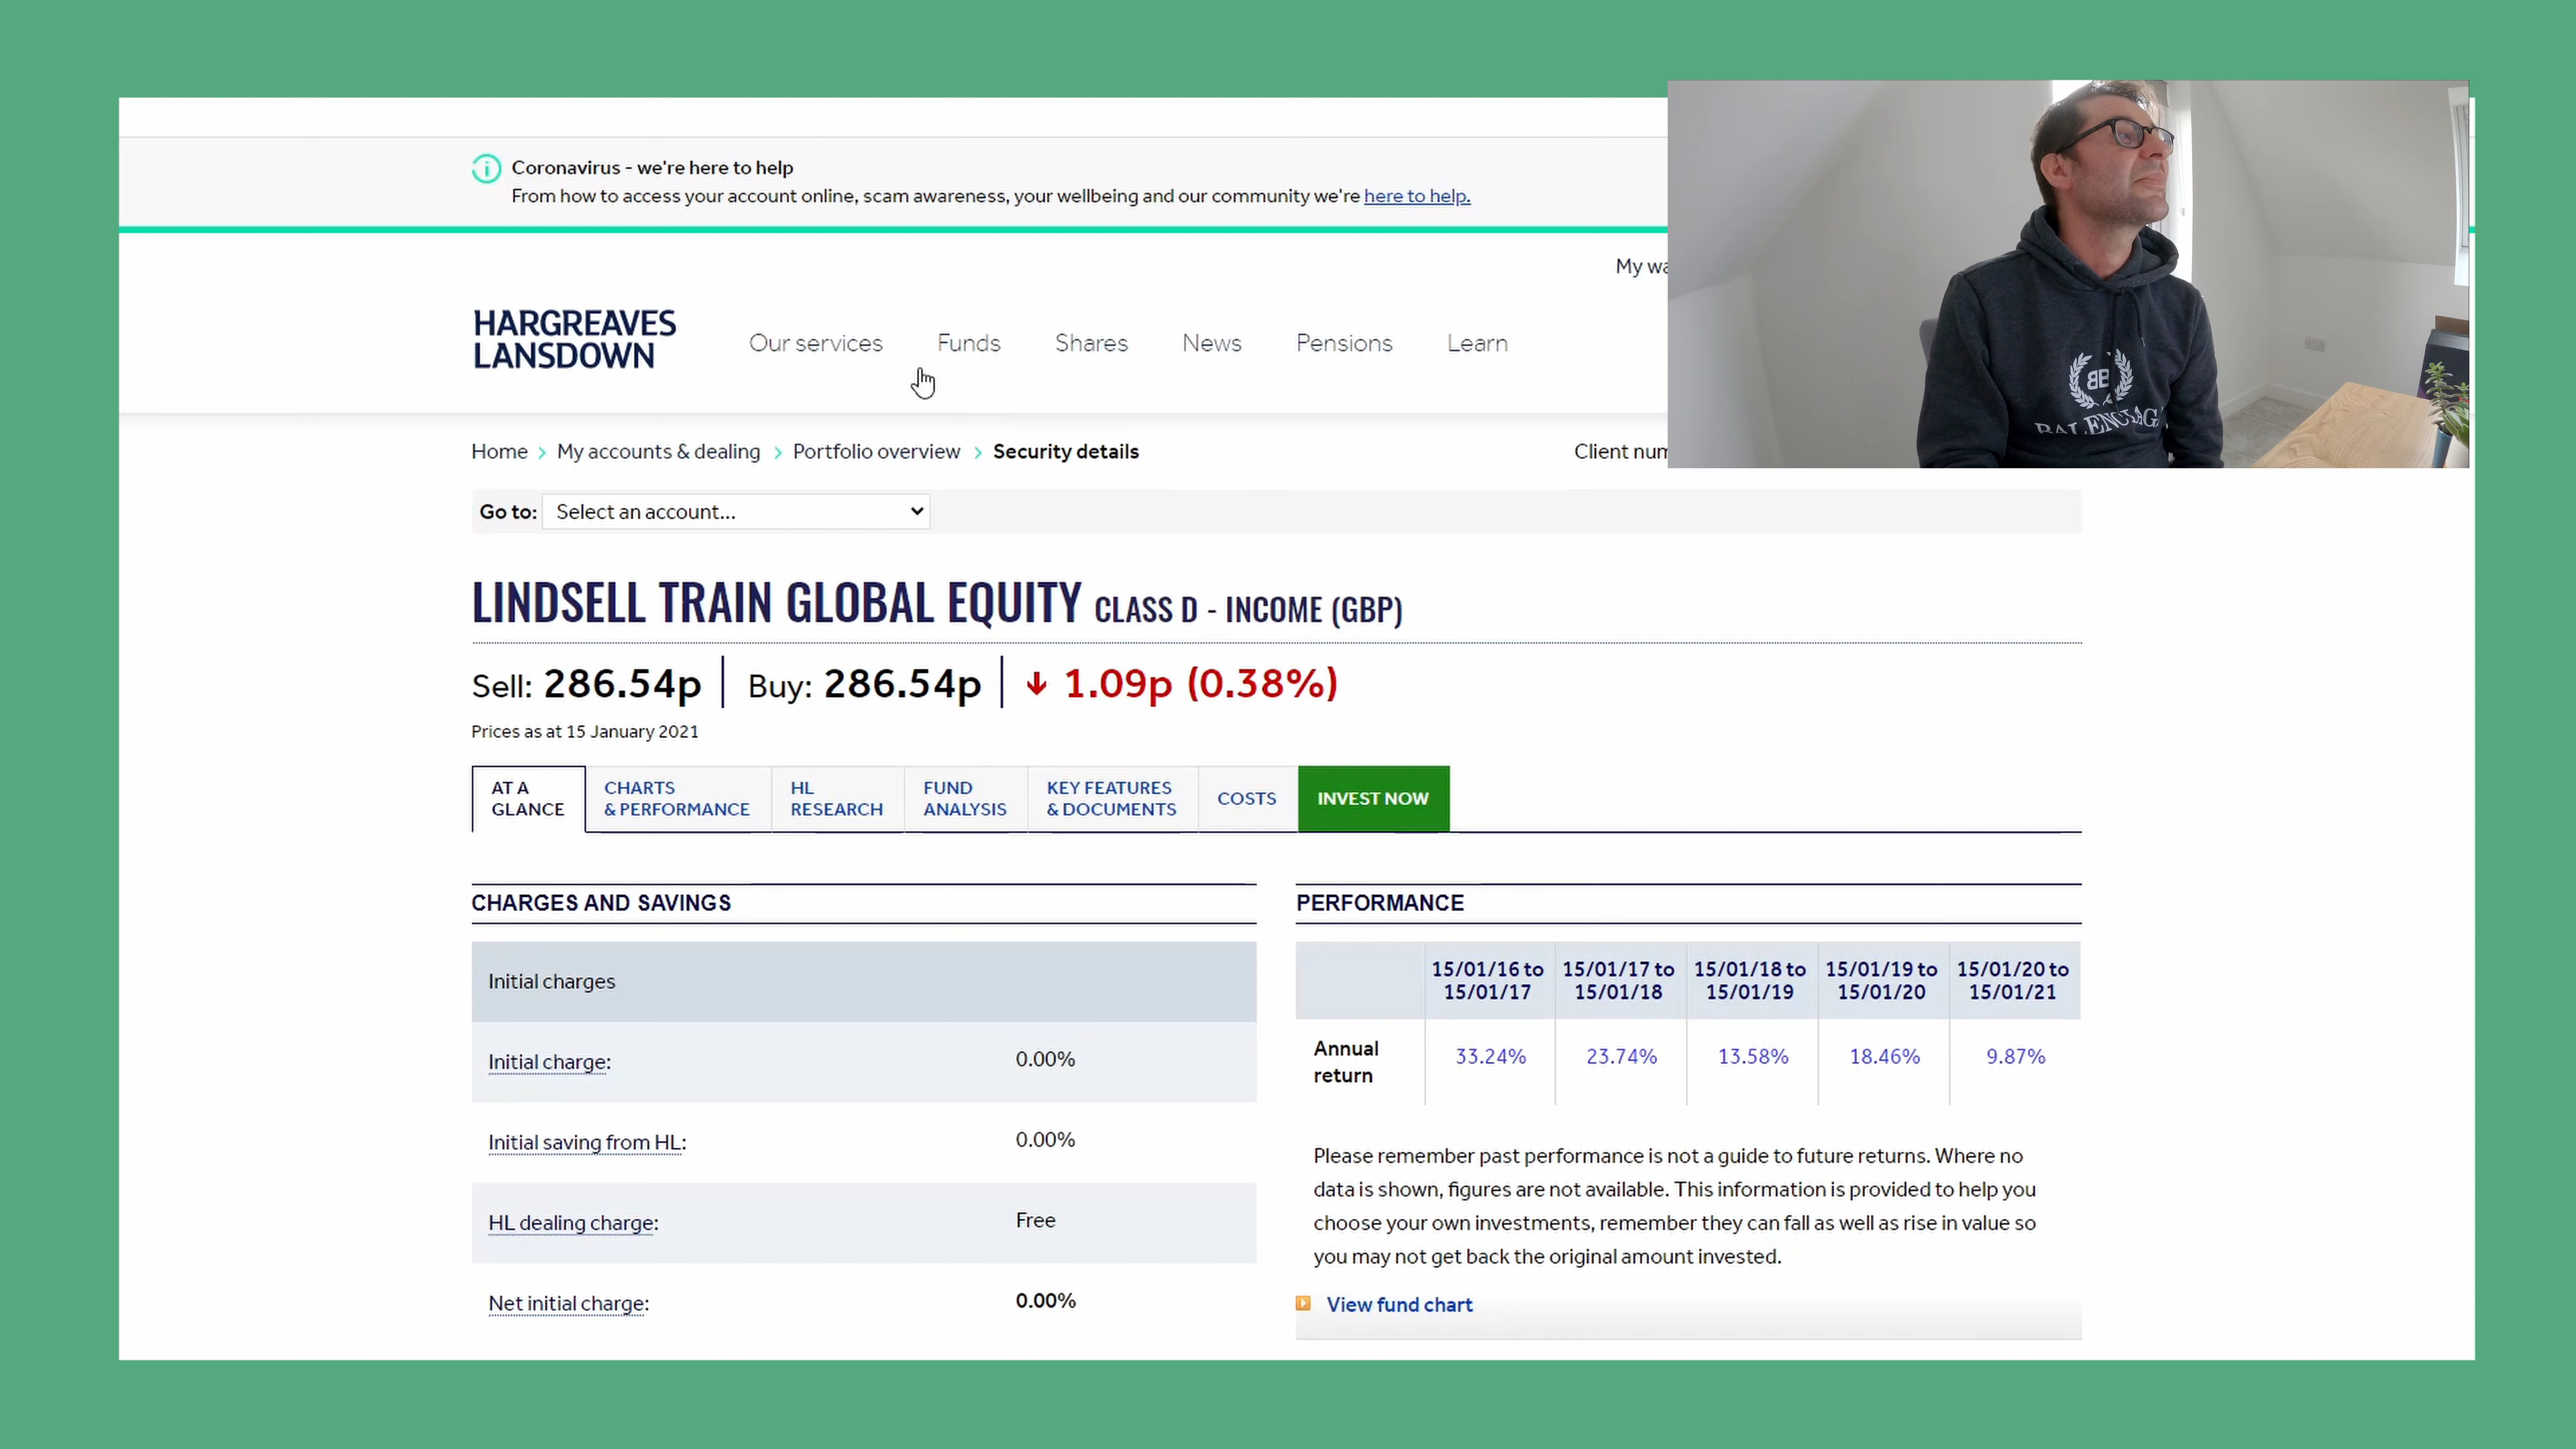 Coronavirus - we're here to help
From how to access your account online, scam awareness, your wellbeing and our community we're here to help.
My
HARGREAVES
LANSDOWN
Our services Funds Shares News Pensions Learn
Home > My accounts & dealing > Portfolio overview > Security details
Client
Go to: Select an account...
LINDSELL TRAIN GLOBAL EQUITY CLASS D - INCOME (GBP)
Sell: 286.54p Buy: 286.54p ↓ 1.09p (0.38%)
Prices as at 15 January 2021
AT A GLANCE
CHARTS & PERFORMANCE
HL RESEARCH
FUND ANALYSIS
KEY FEATURES & DOCUMENTS
COSTS
INVEST NOW
CHARGES AND SAVINGS
Initial charges
Initial charge: 0.00%
Initial saving from HL: 0.00%
HL dealing charge: Free
Net initial charge: 0.00%
PERFORMANCE
15/01/16 to 15/01/17 15/01/17 to 15/01/18 15/01/18 to 15/01/19 15/01/19 to 15/01/20 15/01/20 to 15/01/21
Annual return 33.24% 23.74% 13.58% 18.46% 9.87%
Please remember past performance is not a guide to future returns. Where no
data is shown, figures are not available. This information is provided to help you
choose your own investments, remember they can fall as well as rise in value so
you may not get back the original amount invested.
View fund chart
BB
BALENCIAGA